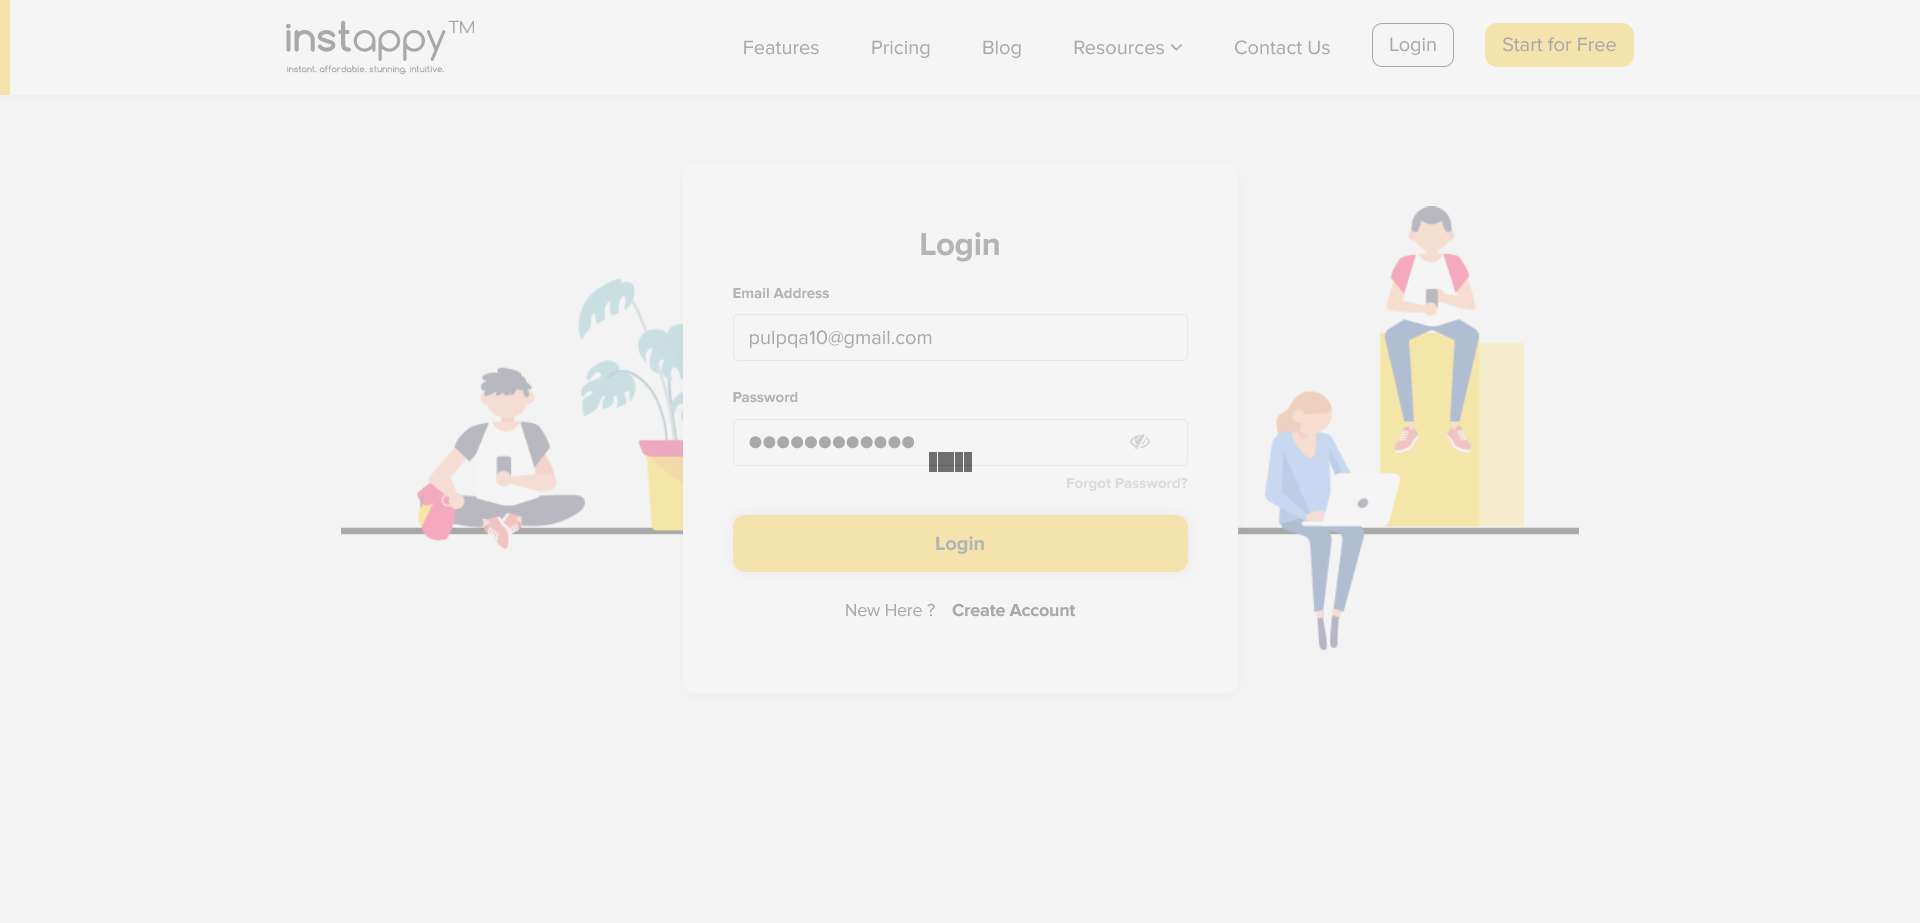 instappy™
instant. affordable. stunning. intuitive.
Features Pricing Blog Resources Contact Us Login Start for Free
Login
Email Address
pulpqa10@gmail.com
Password
●●●●●●●●●●●●
Forgot Password?
Login
New Here ? Create Account